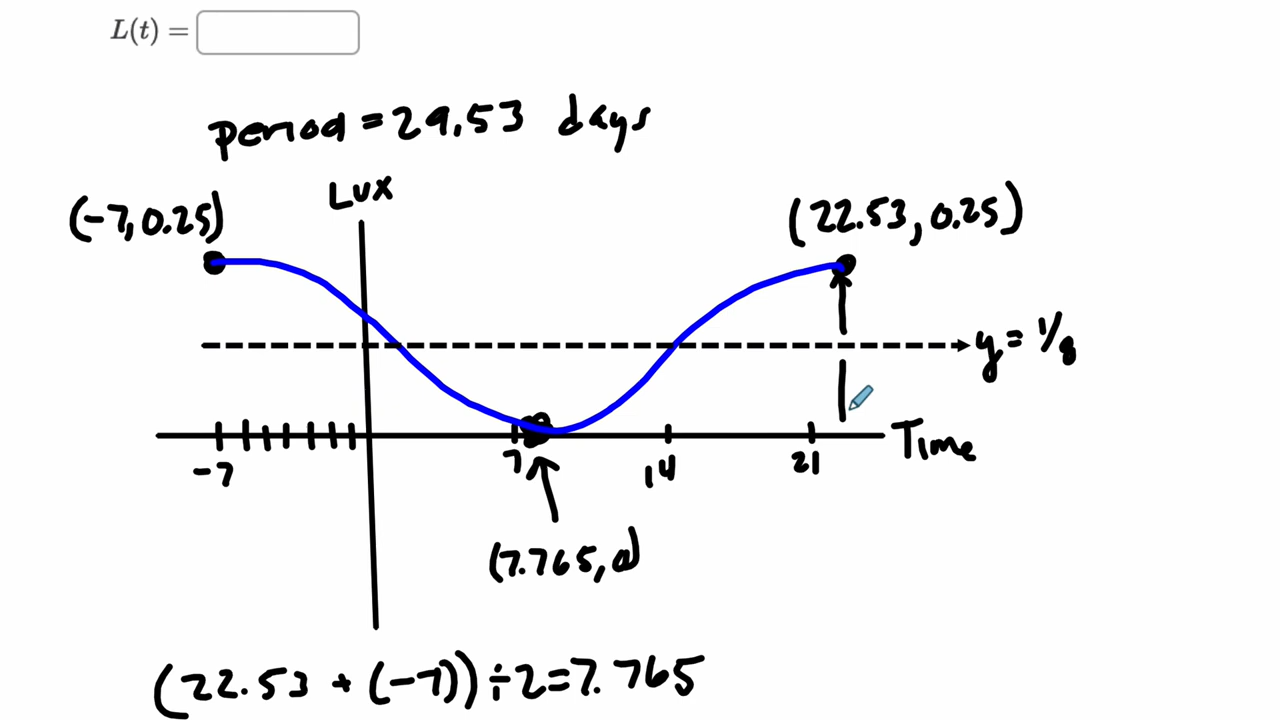 L(t) =
period = 29.53 days
Lux
(-7, 0.25)
(22.53, 0.25)
y = 1/8
Time
-7
7
14
21
(7.765, 0)
(22.53 + (-7)) ÷ 2 = 7.765